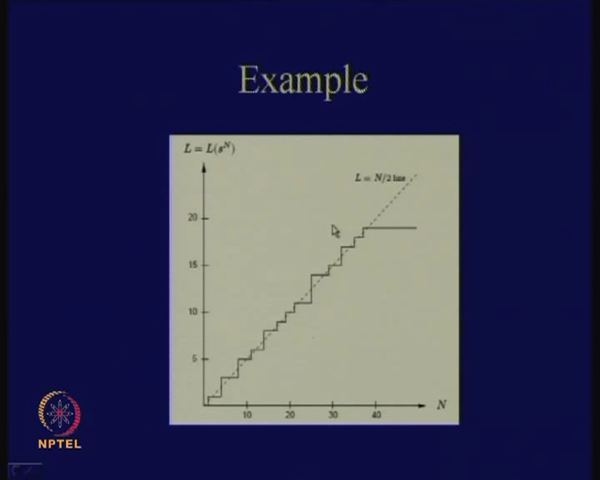 Example
L = L(s^N)
L = N/2 line
20
15
10
5
10 20 30 40 N
NPTEL